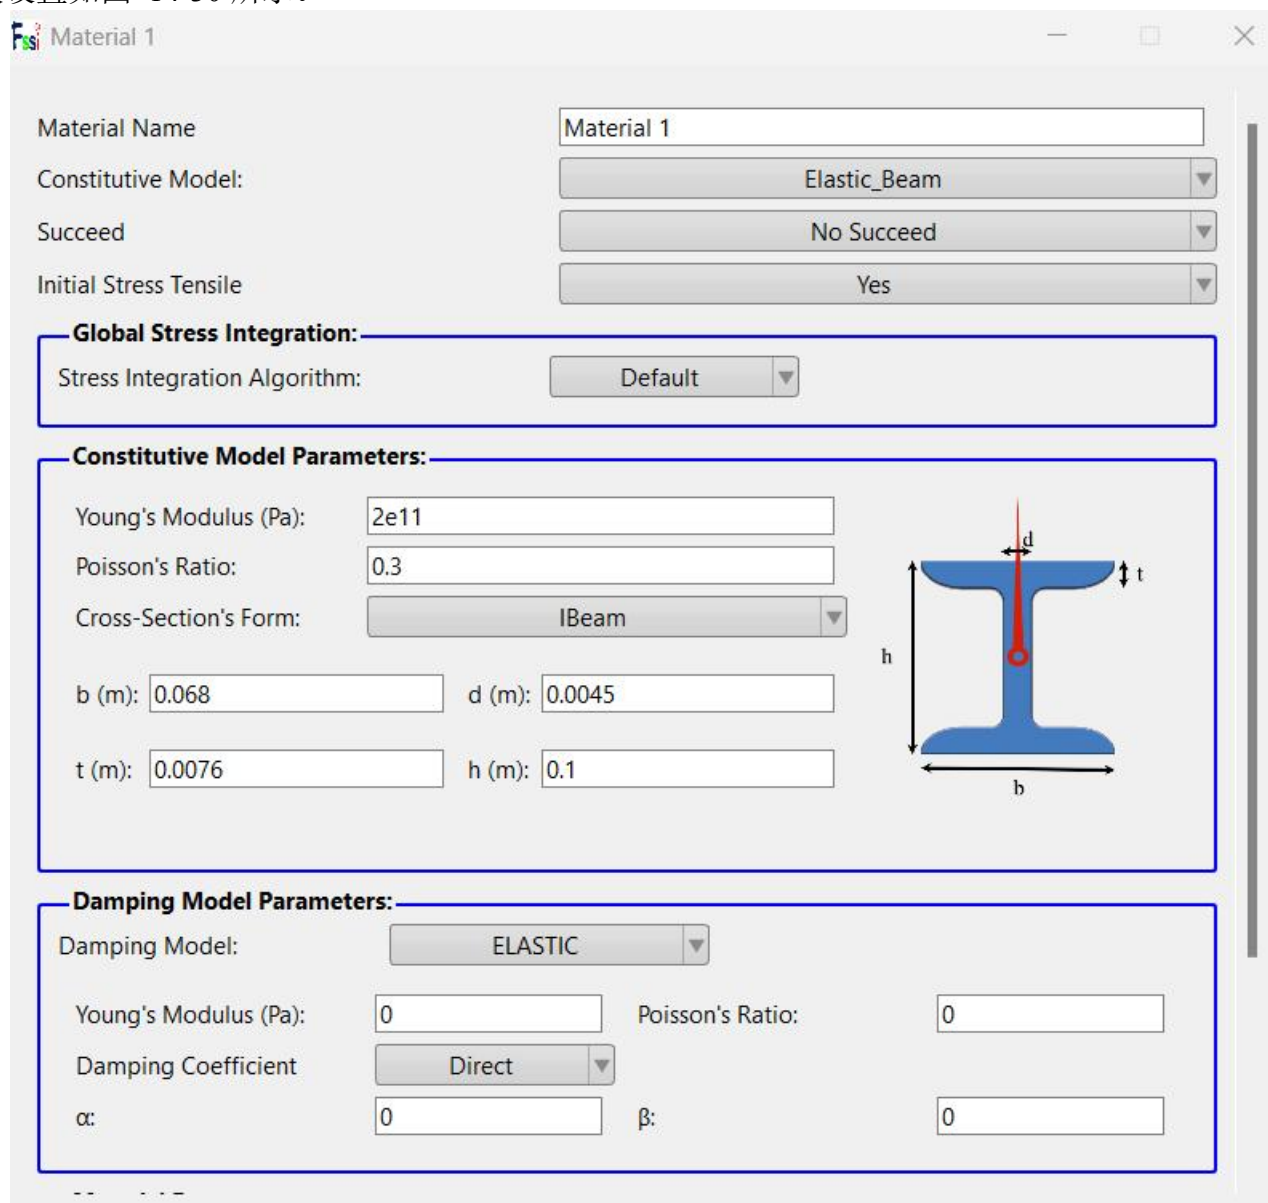 Fssi Material 1
Material Name Material 1
Constitutive Model: Elastic_Beam
Succeed No Succeed
Initial Stress Tensile Yes
Global Stress Integration:
Stress Integration Algorithm: Default
Constitutive Model Parameters:
Young's Modulus (Pa): 2e11
Poisson's Ratio: 0.3
Cross-Section's Form: IBeam
b (m): 0.068 d (m): 0.0045
t (m): 0.0076 h (m): 0.1
d
t
h
b
Damping Model Parameters:
Damping Model: ELASTIC
Young's Modulus (Pa): 0 Poisson's Ratio: 0
Damping Coefficient Direct
α: 0 β: 0